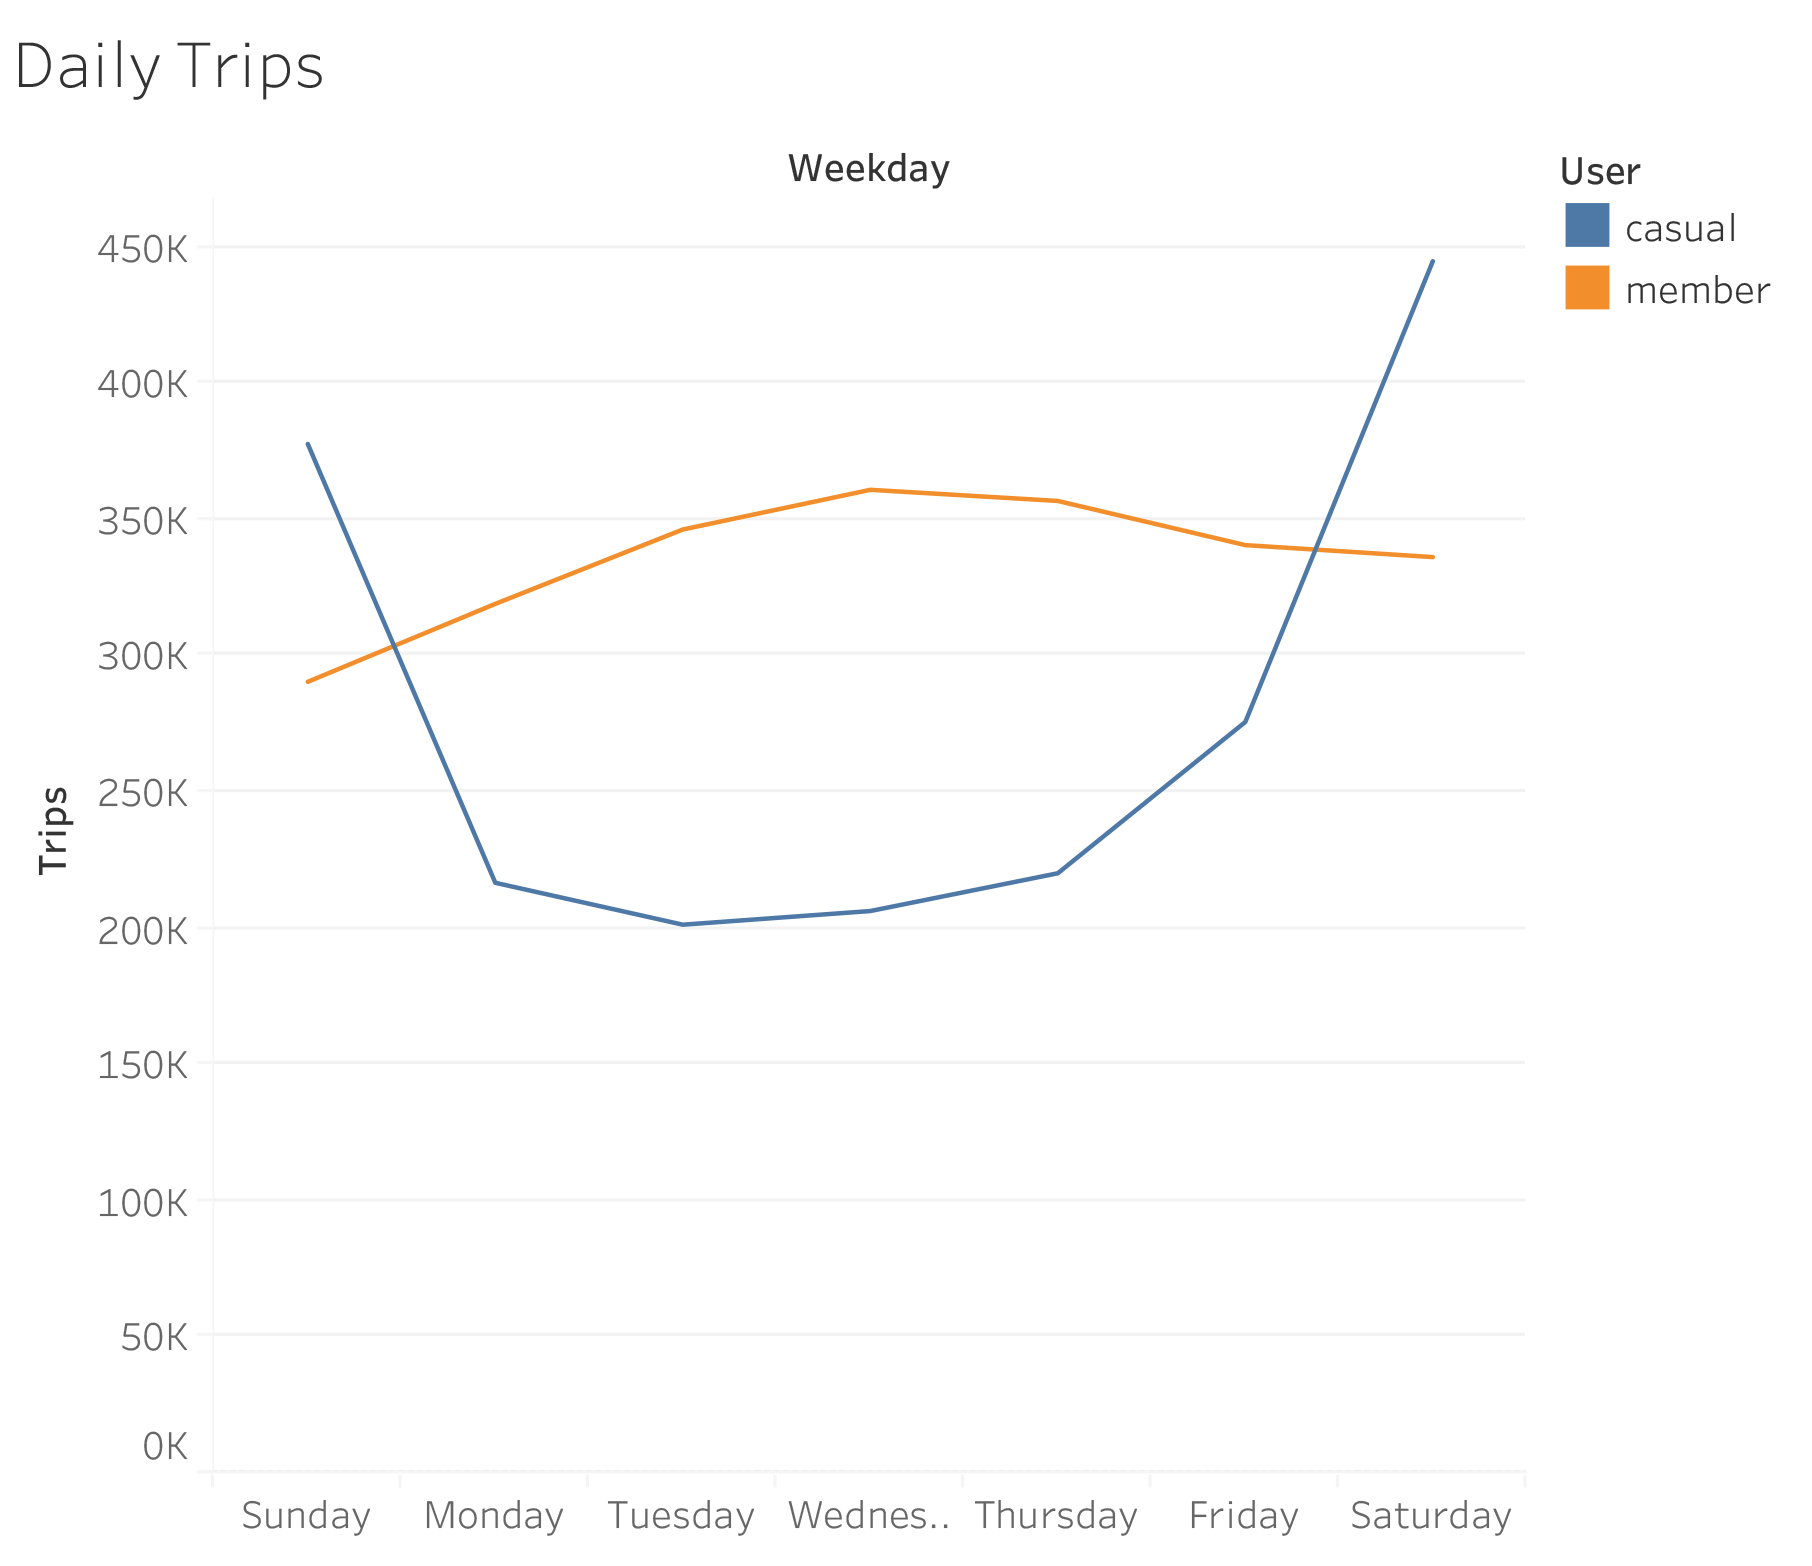 Daily Trips
Weekday
User
casual
member
450K
400K
350K
300K
250K
200K
150K
100K
50K
0K
Trips
Sunday Monday Tuesday Wednes.. Thursday Friday Saturday